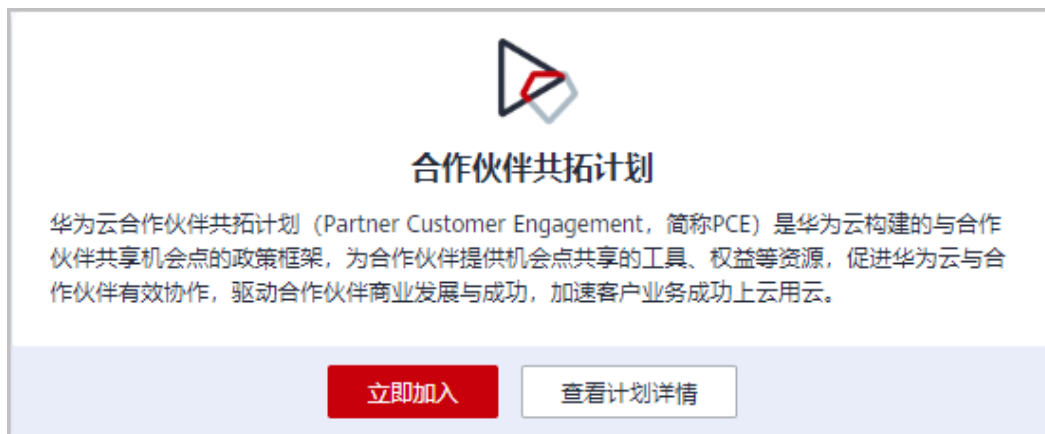 合作伙伴共拓计划
华为云合作伙伴共拓计划（Partner Customer Engagement，简称PCE）是华为云构建的与合作
伙伴共享机会点的政策框架，为合作伙伴提供机会点共享的工具、权益等资源，促进华为云与合
作伙伴有效协作，驱动合作伙伴商业发展与成功，加速客户业务成功上云用云。
立即加入
查看计划详情